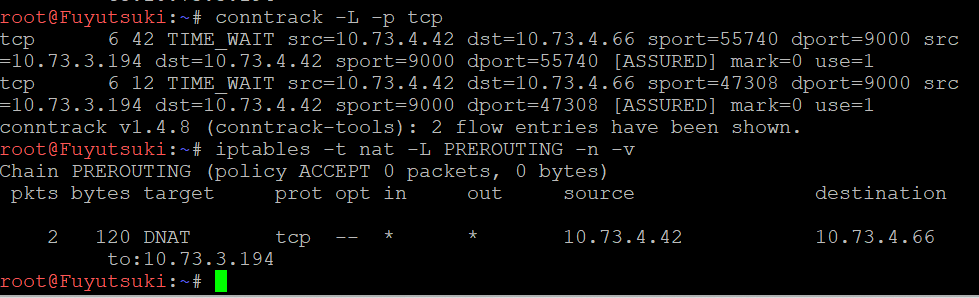 root@Fuyutsuki:~# conntrack -L -p tcp
tcp      6 42 TIME_WAIT src=10.73.4.42 dst=10.73.4.66 sport=55740 dport=9000 src
=10.73.3.194 dst=10.73.4.42 sport=9000 dport=55740 [ASSURED] mark=0 use=1
tcp      6 12 TIME_WAIT src=10.73.4.42 dst=10.73.4.66 sport=47308 dport=9000 src
=10.73.3.194 dst=10.73.4.42 sport=9000 dport=47308 [ASSURED] mark=0 use=1
conntrack v1.4.8 (conntrack-tools): 2 flow entries have been shown.
root@Fuyutsuki:~# iptables -t nat -L PREROUTING -n -v
Chain PREROUTING (policy ACCEPT 0 packets, 0 bytes)
 pkts bytes target     prot opt in     out     source               destination
    2   120 DNAT       tcp  --  *      *       10.73.4.42           10.73.4.66
         to:10.73.3.194
root@Fuyutsuki:~#